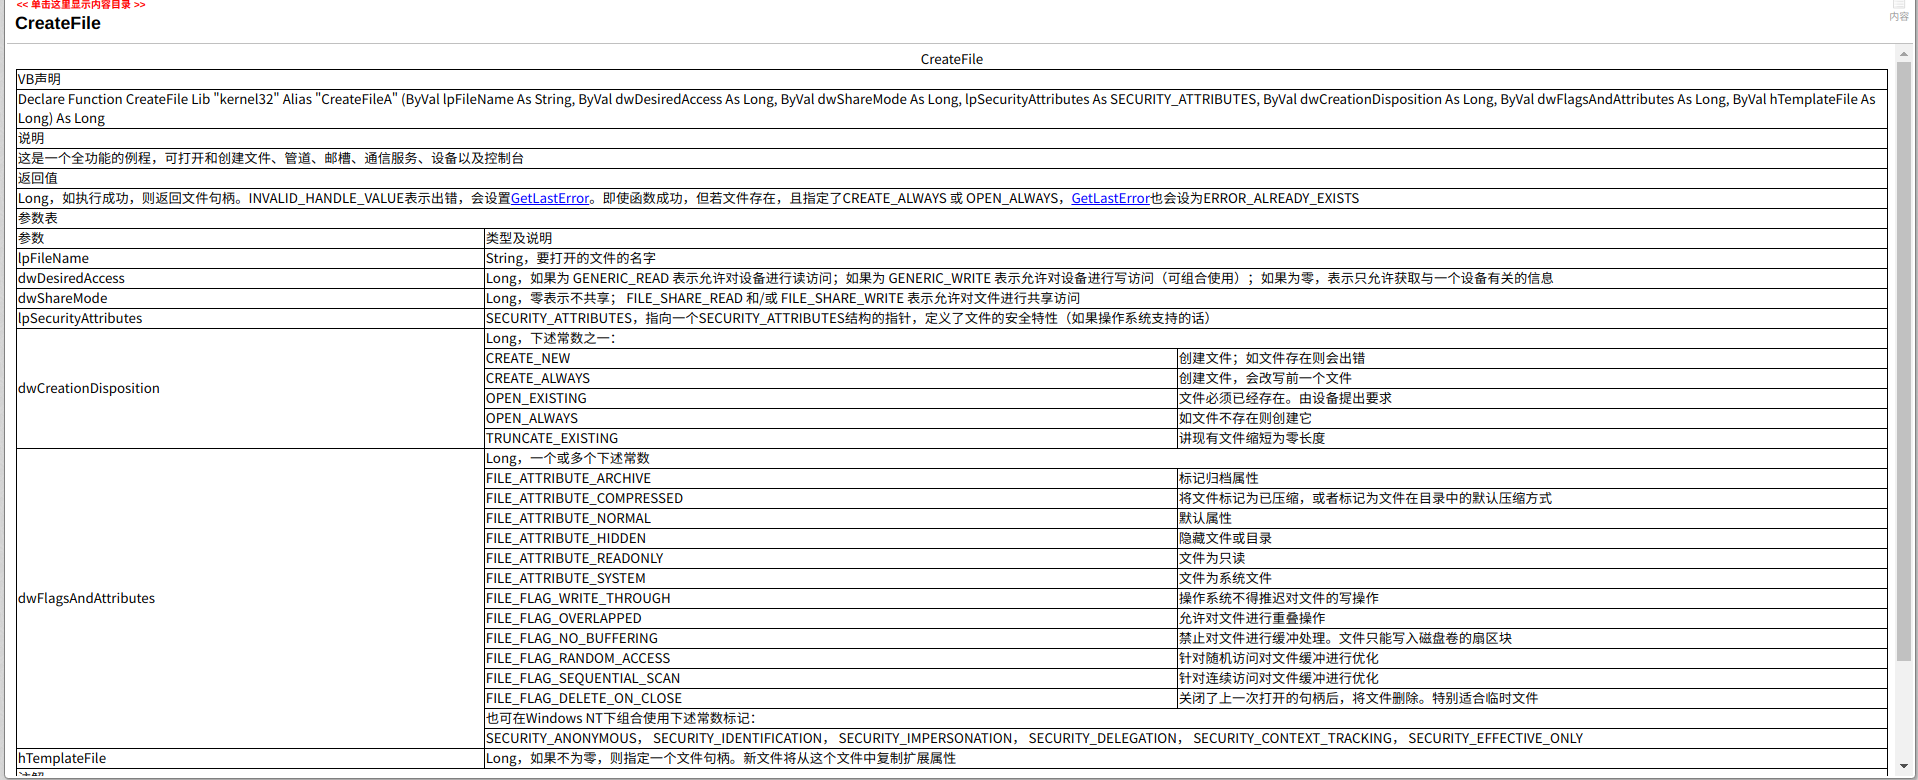 << 单击这里显示内容目录 >>
CreateFile
内容
CreateFile
VB声明
Declare Function CreateFile Lib "kernel32" Alias "CreateFileA" (ByVal lpFileName As String, ByVal dwDesiredAccess As Long, ByVal dwShareMode As Long, lpSecurityAttributes As SECURITY_ATTRIBUTES, ByVal dwCreationDisposition As Long, ByVal dwFlagsAndAttributes As Long, ByVal hTemplateFile As
Long) As Long
说明
这是一个全功能的例程，可打开和创建文件、管道、邮槽、通信服务、设备以及控制台
返回值
Long，如执行成功，则返回文件句柄。INVALID_HANDLE_VALUE表示出错，会设置GetLastError。即使函数成功，但若文件存在，且指定了CREATE_ALWAYS 或 OPEN_ALWAYS，GetLastError也会设为ERROR_ALREADY_EXISTS
参数表
参数 类型及说明
lpFileName String，要打开的文件的名字
dwDesiredAccess Long，如果为 GENERIC_READ 表示允许对设备进行读访问；如果为 GENERIC_WRITE 表示允许对设备进行写访问（可组合使用）；如果为零，表示只允许获取与一个设备有关的信息
dwShareMode Long，零表示不共享； FILE_SHARE_READ 和/或 FILE_SHARE_WRITE 表示允许对文件进行共享访问
lpSecurityAttributes SECURITY_ATTRIBUTES，指向一个SECURITY_ATTRIBUTES结构的指针，定义了文件的安全特性（如果操作系统支持的话）
dwCreationDisposition
Long，下述常数之一：
CREATE_NEW 创建文件；如文件存在则会出错
CREATE_ALWAYS 创建文件，会改写前一个文件
OPEN_EXISTING 文件必须已经存在。由设备提出要求
OPEN_ALWAYS 如文件不存在则创建它
TRUNCATE_EXISTING 讲现有文件缩短为零长度
dwFlagsAndAttributes
Long，一个或多个下述常数
FILE_ATTRIBUTE_ARCHIVE 标记归档属性
FILE_ATTRIBUTE_COMPRESSED 将文件标记为已压缩，或者标记为文件在目录中的默认压缩方式
FILE_ATTRIBUTE_NORMAL 默认属性
FILE_ATTRIBUTE_HIDDEN 隐藏文件或目录
FILE_ATTRIBUTE_READONLY 文件为只读
FILE_ATTRIBUTE_SYSTEM 文件为系统文件
FILE_FLAG_WRITE_THROUGH 操作系统不得推迟对文件的写操作
FILE_FLAG_OVERLAPPED 允许对文件进行重叠操作
FILE_FLAG_NO_BUFFERING 禁止对文件进行缓冲处理。文件只能写入磁盘卷的扇区块
FILE_FLAG_RANDOM_ACCESS 针对随机访问对文件缓冲进行优化
FILE_FLAG_SEQUENTIAL_SCAN 针对连续访问对文件缓冲进行优化
FILE_FLAG_DELETE_ON_CLOSE 关闭了上一次打开的句柄后，将文件删除。特别适合临时文件
也可在Windows NT下组合使用下述常数标记：
SECURITY_ANONYMOUS， SECURITY_IDENTIFICATION， SECURITY_IMPERSONATION， SECURITY_DELEGATION， SECURITY_CONTEXT_TRACKING， SECURITY_EFFECTIVE_ONLY
hTemplateFile Long，如果不为零，则指定一个文件句柄。新文件将从这个文件中复制扩展属性